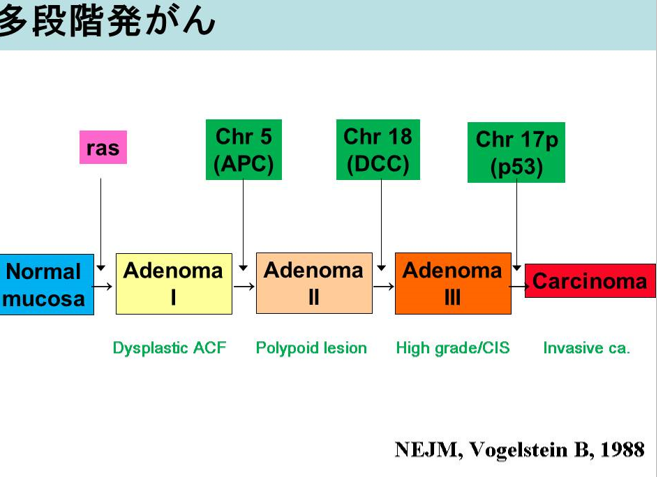 多段階発がん
ras
Chr 5
(APC)
Chr 18
(DCC)
Chr 17p
(p53)
Normal
mucosa
Adenoma
I
Adenoma
II
Adenoma
III
Carcinoma
Dysplastic ACF
Polypoid lesion
High grade/CIS
Invasive ca.
NEJM, Vogelstein B, 1988